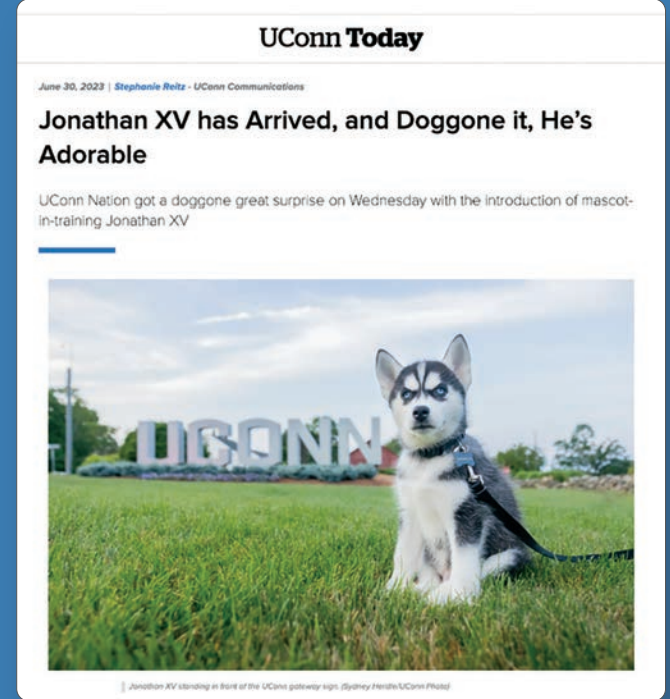 UConn Today
June 30, 2023 | Stephanie Reitz - UConn Communications
Jonathan XV has Arrived, and Doggone it, He's
Adorable
UConn Nation got a doggone great surprise on Wednesday with the introduction of mascot-
in-training Jonathan XV
UCONN
Jonathan XV standing in front of the UConn gateway sign. (Sydney Herdle/UConn Photo)